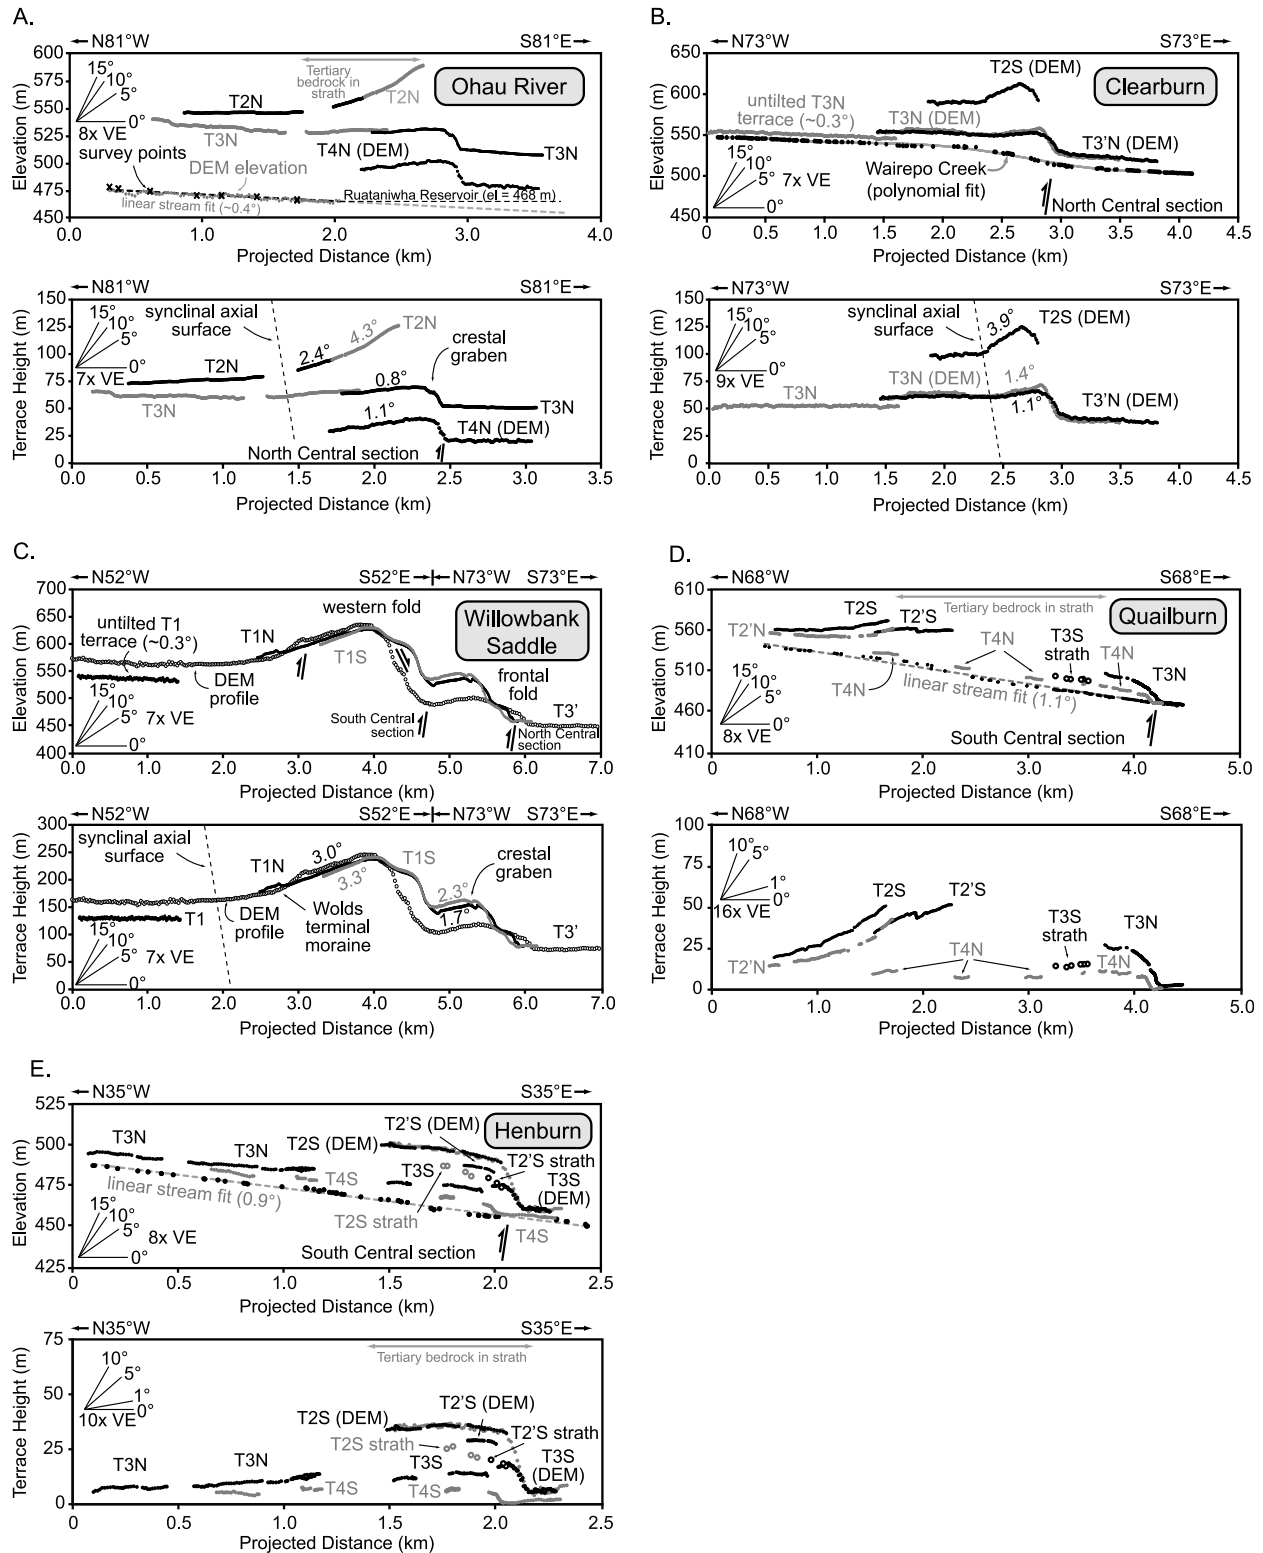 A.
N81°W
S81°E
600
575
550
525
500
475
450
Elevation (m)
15°
10°
5°
0°
8x VE
Tertiary
bedrock in
strath
Ohau River
T2N
T2N
T3N
survey points
T4N (DEM)
T3N
DEM elevation
Ruataniwha Reservoir (el = 468 m)
linear stream fit (~0.4°)
0.0
1.0
2.0
3.0
4.0
Projected Distance (km)
N81°W
S81°E
150
125
100
75
50
25
0
Terrace Height (m)
15°
10°
5°
0°
7x VE
synclinal axial
surface
T2N
4.3°
2.4°
crestal
graben
T2N
0.8°
T3N
T3N
1.1°
T4N (DEM)
North Central section
0
0.5
1.0
1.5
2.0
2.5
3.0
3.5
Projected Distance (km)
B.
N73°W
S73°E
650
600
550
500
450
Elevation (m)
T2S (DEM)
Clearburn
untilted T3N
terrace (~0.3°)
T3N (DEM)
T3'N (DEM)
15°
10°
5°
0°
7x VE
Wairepo Creek
(polynomial fit)
North Central section
0
0.5
1.0
1.5
2.0
2.5
3.0
3.5
4.0
4.5
Projected Distance (km)
N73°W
S73°E
150
125
100
75
50
25
0
Terrace Height (m)
15°
10°
5°
0°
9x VE
synclinal axial
surface
3.9°
T2S (DEM)
T3N
T3N (DEM)
1.4°
1.1°
T3'N (DEM)
0
0.5
1.0
1.5
2.0
2.5
3.0
3.5
4.0
4.5
Projected Distance (km)
C.
N52°W
S52°E
N73°W
S73°E
700
650
600
550
500
450
400
Elevation (m)
untilted T1
terrace (~0.3°)
T1N
western fold
T1S
Willowbank
Saddle
15°
10°
5°
0°
7x VE
DEM
profile
frontal
fold
T3'
South Central
section
North Central
section
0.0
1.0
2.0
3.0
4.0
5.0
6.0
7.0
Projected Distance (km)
N52°W
S52°E
N73°W
S73°E
300
250
200
150
100
50
0
Terrace Height (m)
synclinal axial
surface
T1N
3.0°
3.3°
T1S
crestal
graben
2.3°
1.7°
T1
DEM
profile
Wolds
terminal
moraine
T3'
15°
10°
5°
0°
7x VE
0.0
1.0
2.0
3.0
4.0
5.0
6.0
7.0
Projected Distance (km)
D.
N68°W
S68°E
610
560
510
460
410
Elevation (m)
T2S
T2'S
Tertiary bedrock in strath
Quailburn
T2'N
T4N
T3S
strath
T4N
T3N
T4N
linear stream fit (1.1°)
15°
10°
5°
0°
8x VE
South Central section
0
1.0
2.0
3.0
4.0
5.0
Projected Distance (km)
N68°W
S68°E
100
75
50
25
0
Terrace Height (m)
10°
5°
1°
0°
16x VE
T2S
T2'S
T2'N
T4N
T3S
strath
T3N
T4N
0
1.0
2.0
3.0
4.0
5.0
Projected Distance (km)
E.
N35°W
S35°E
525
500
475
450
425
Elevation (m)
T3N
T3N
T2S (DEM)
T2'S (DEM)
Henburn
T2'S strath
T3S
(DEM)
T3S
T4S
linear stream fit (0.9°)
T2S strath
T4S
15°
10°
5°
0°
8x VE
South Central section
0
0.5
1.0
1.5
2.0
2.5
Projected Distance (km)
N35°W
S35°E
75
50
25
0
Terrace Height (m)
Tertiary bedrock in strath
10°
5°
1°
0°
10x VE
T2S (DEM)
T2'S (DEM)
T2S strath
T2'S strath
T3N
T3N
T3S
T3S
(DEM)
T4S
T4S
0
0.5
1.0
1.5
2.0
2.5
Projected Distance (km)